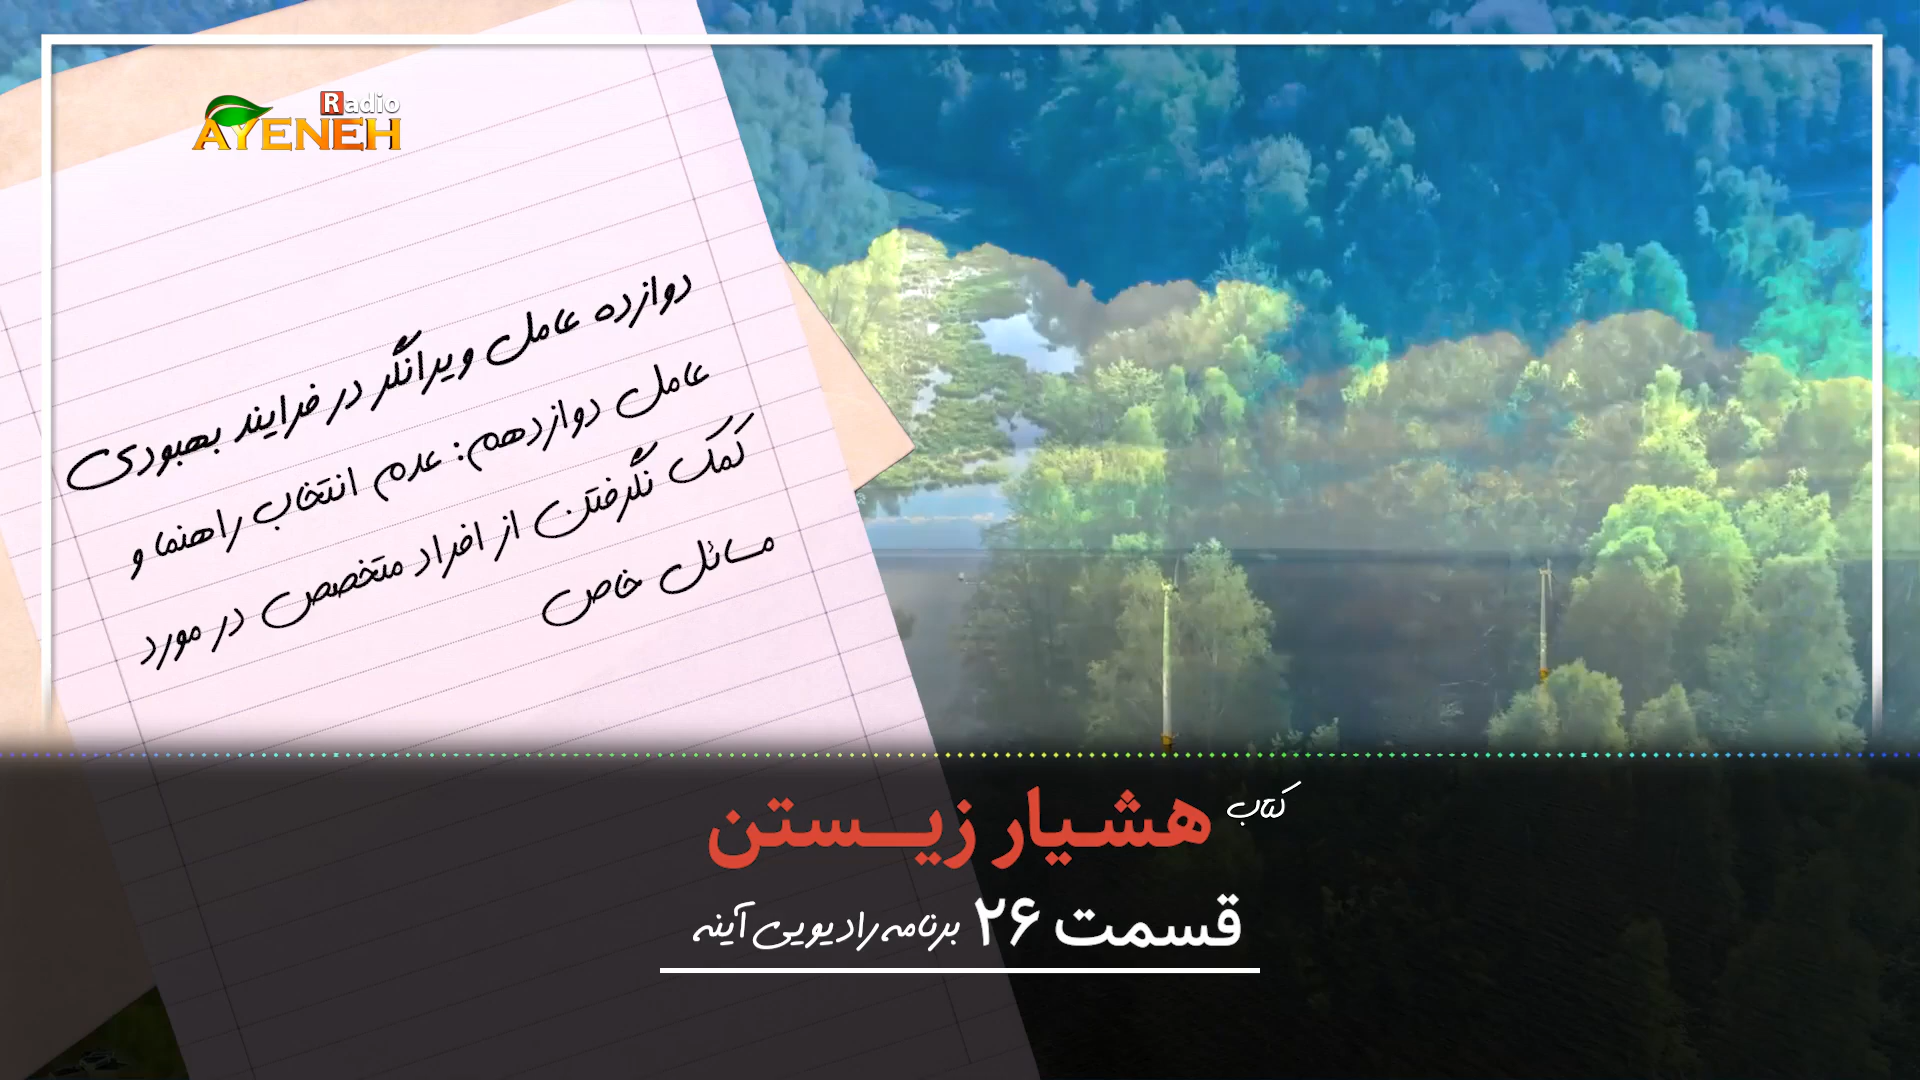 Radio
AYENEH
دوازده عامل ویرانگر در فرایند بهبودی
عامل دوازدهم: عدم انتخاب راهنما و
کمک نگرفتن از افراد متخصص در مورد
مسائل خاص
کتاب هشیار زیستن
قسمت ۲۶ برنامه رادیویی آینه